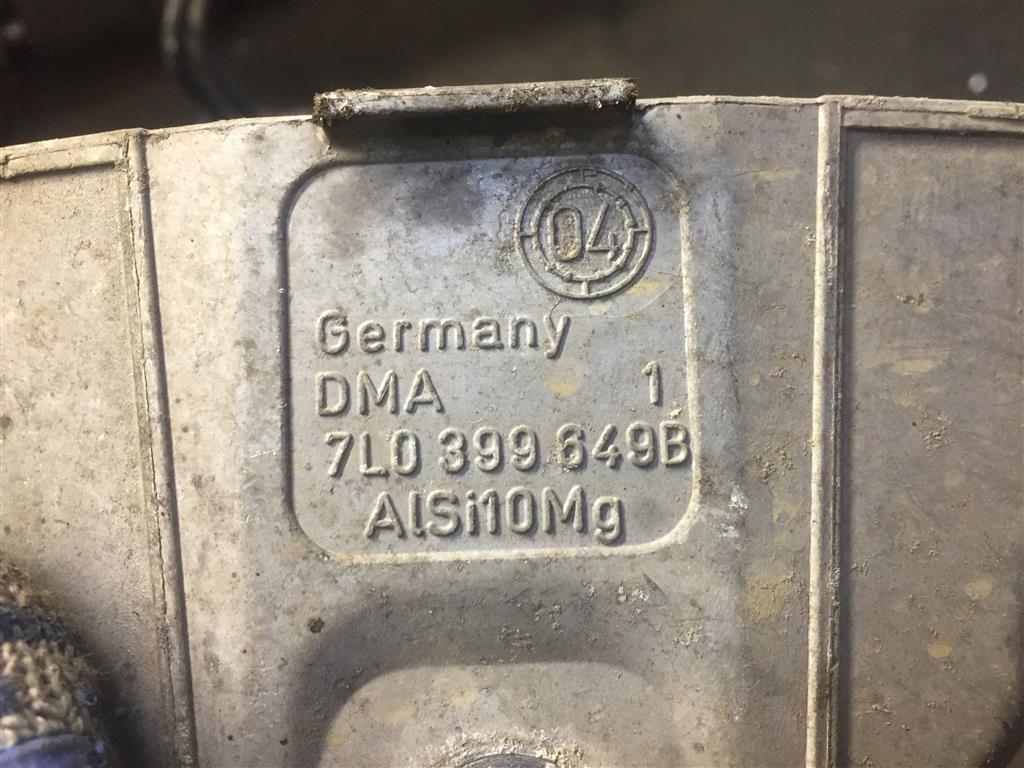 04
Germany
DMA 1
7L0 399 649B
AlSi10Mg